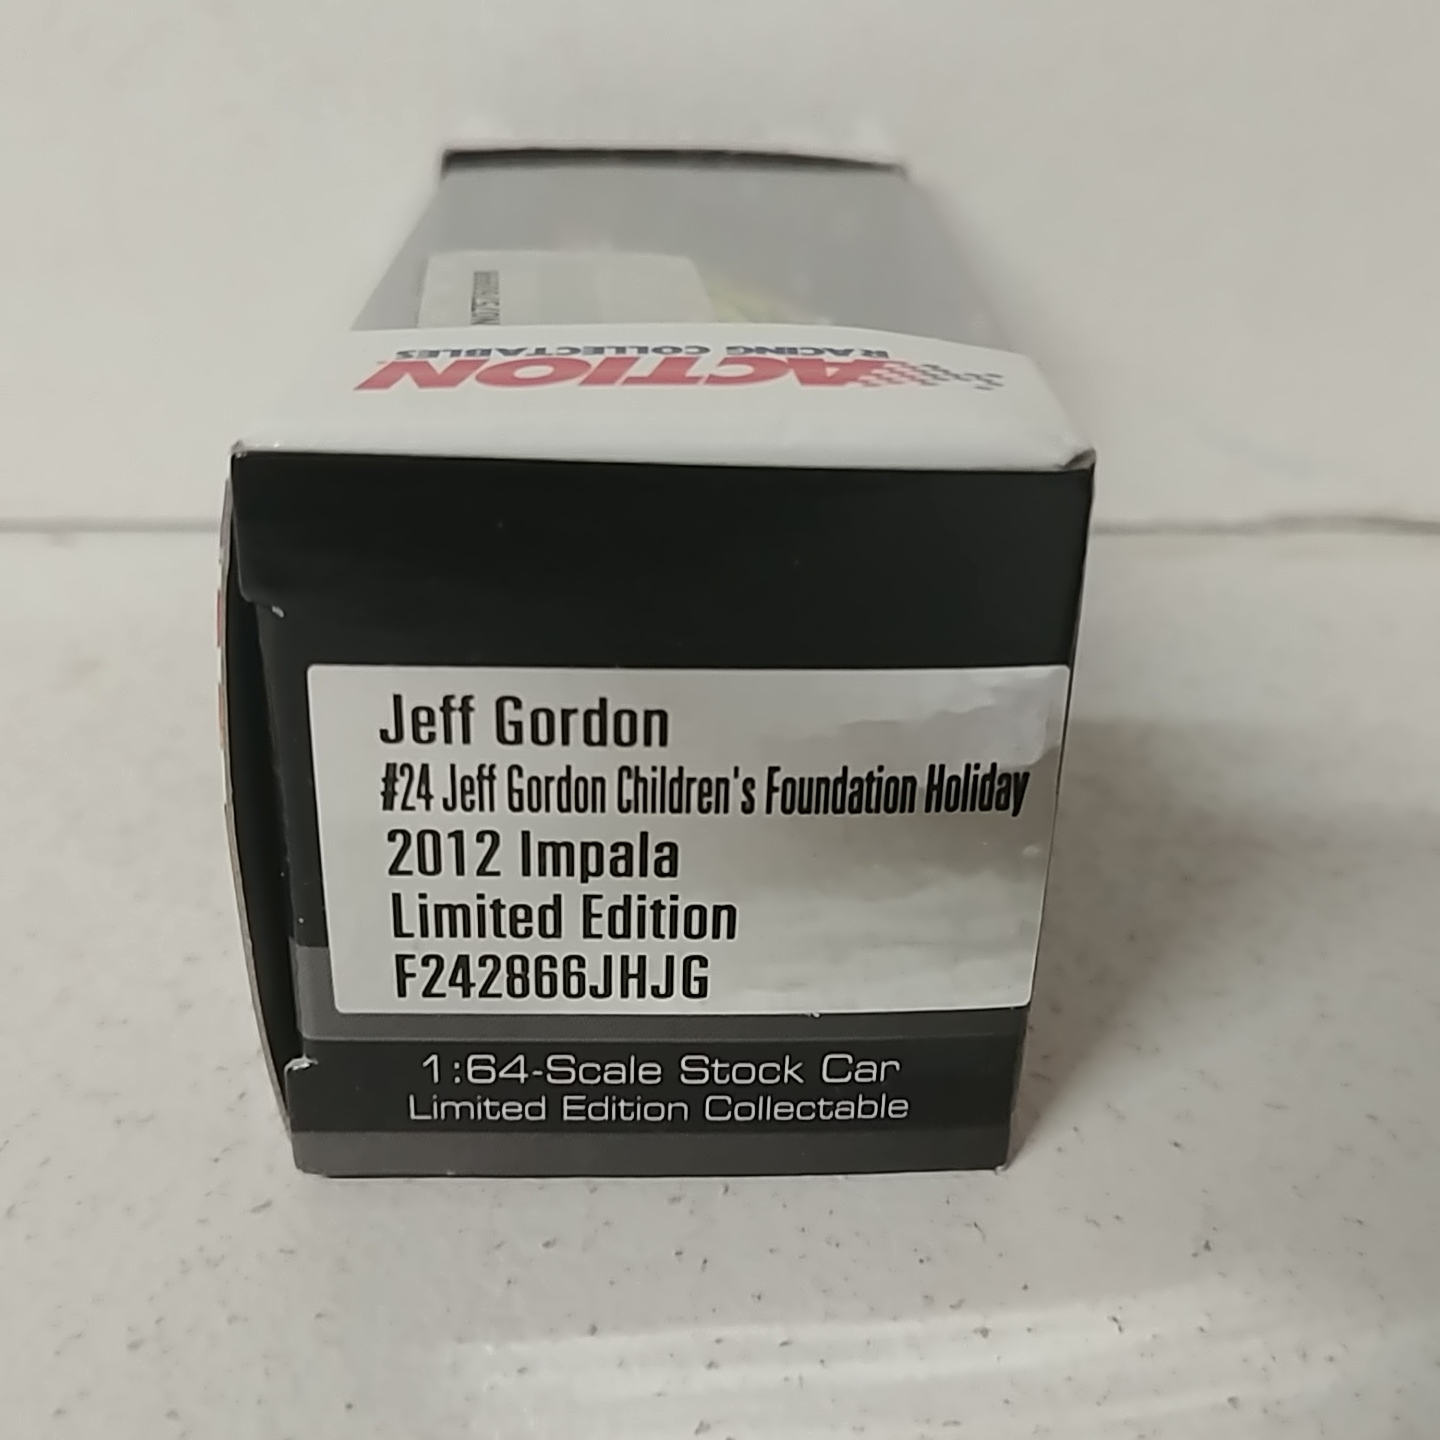 ACTION
RACING COLLECTABLES
Jeff Gordon
#24 Jeff Gordon Children's Foundation Holiday
2012 Impala
Limited Edition
F242866JHJG
1:64-Scale Stock Car
Limited Edition Collectable